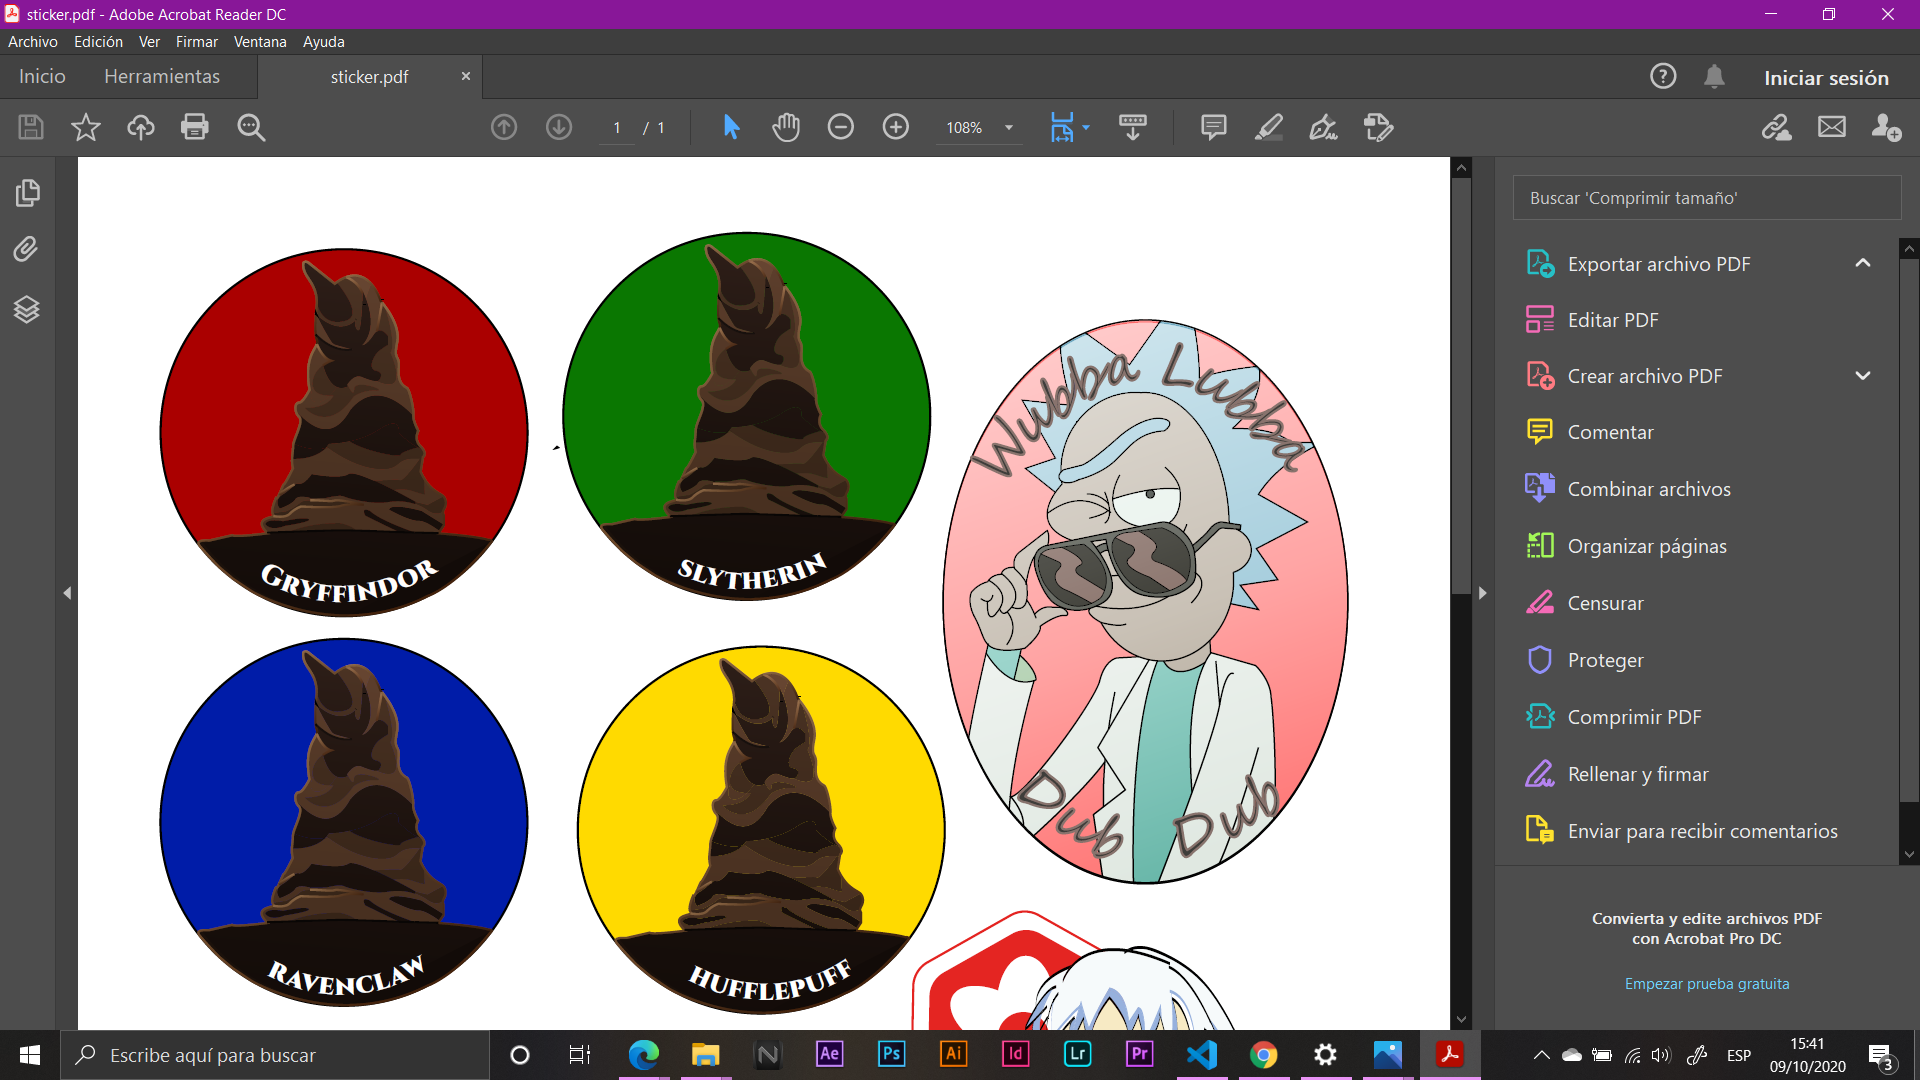 sticker.pdf - Adobe Acrobat Reader DC
Archivo Edición Ver Firmar Ventana Ayuda
Inicio Herramientas sticker.pdf Iniciar sesión
1 / 1 108%
Buscar 'Comprimir tamaño'
Exportar archivo PDF
Editar PDF
Crear archivo PDF
Comentar
Combinar archivos
Organizar páginas
Censurar
Proteger
Comprimir PDF
Rellenar y firmar
Enviar para recibir comentarios
Convierta y edite archivos PDF
con Acrobat Pro DC
Empezar prueba gratuita
GRYFFINDOR
SLYTHERIN
Wubba Lubba
Dub Dub
RAVENCLAW
HUFFLEPUFF
Escribe aquí para buscar
N Ae Ps Ai Id Lr Pr
ESP
15:41
09/10/2020
3